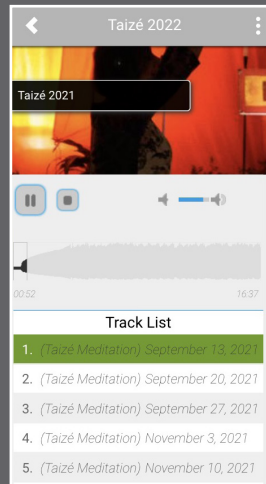 Taizé 2022
Taizé 2021
00:52 16:37
Track List
1. (Taizé Meditation) September 13, 2021
2. (Taizé Meditation) September 20, 2021
3. (Taizé Meditation) September 27, 2021
4. (Taizé Meditation) November 3, 2021
5. (Taizé Meditation) November 10, 2021